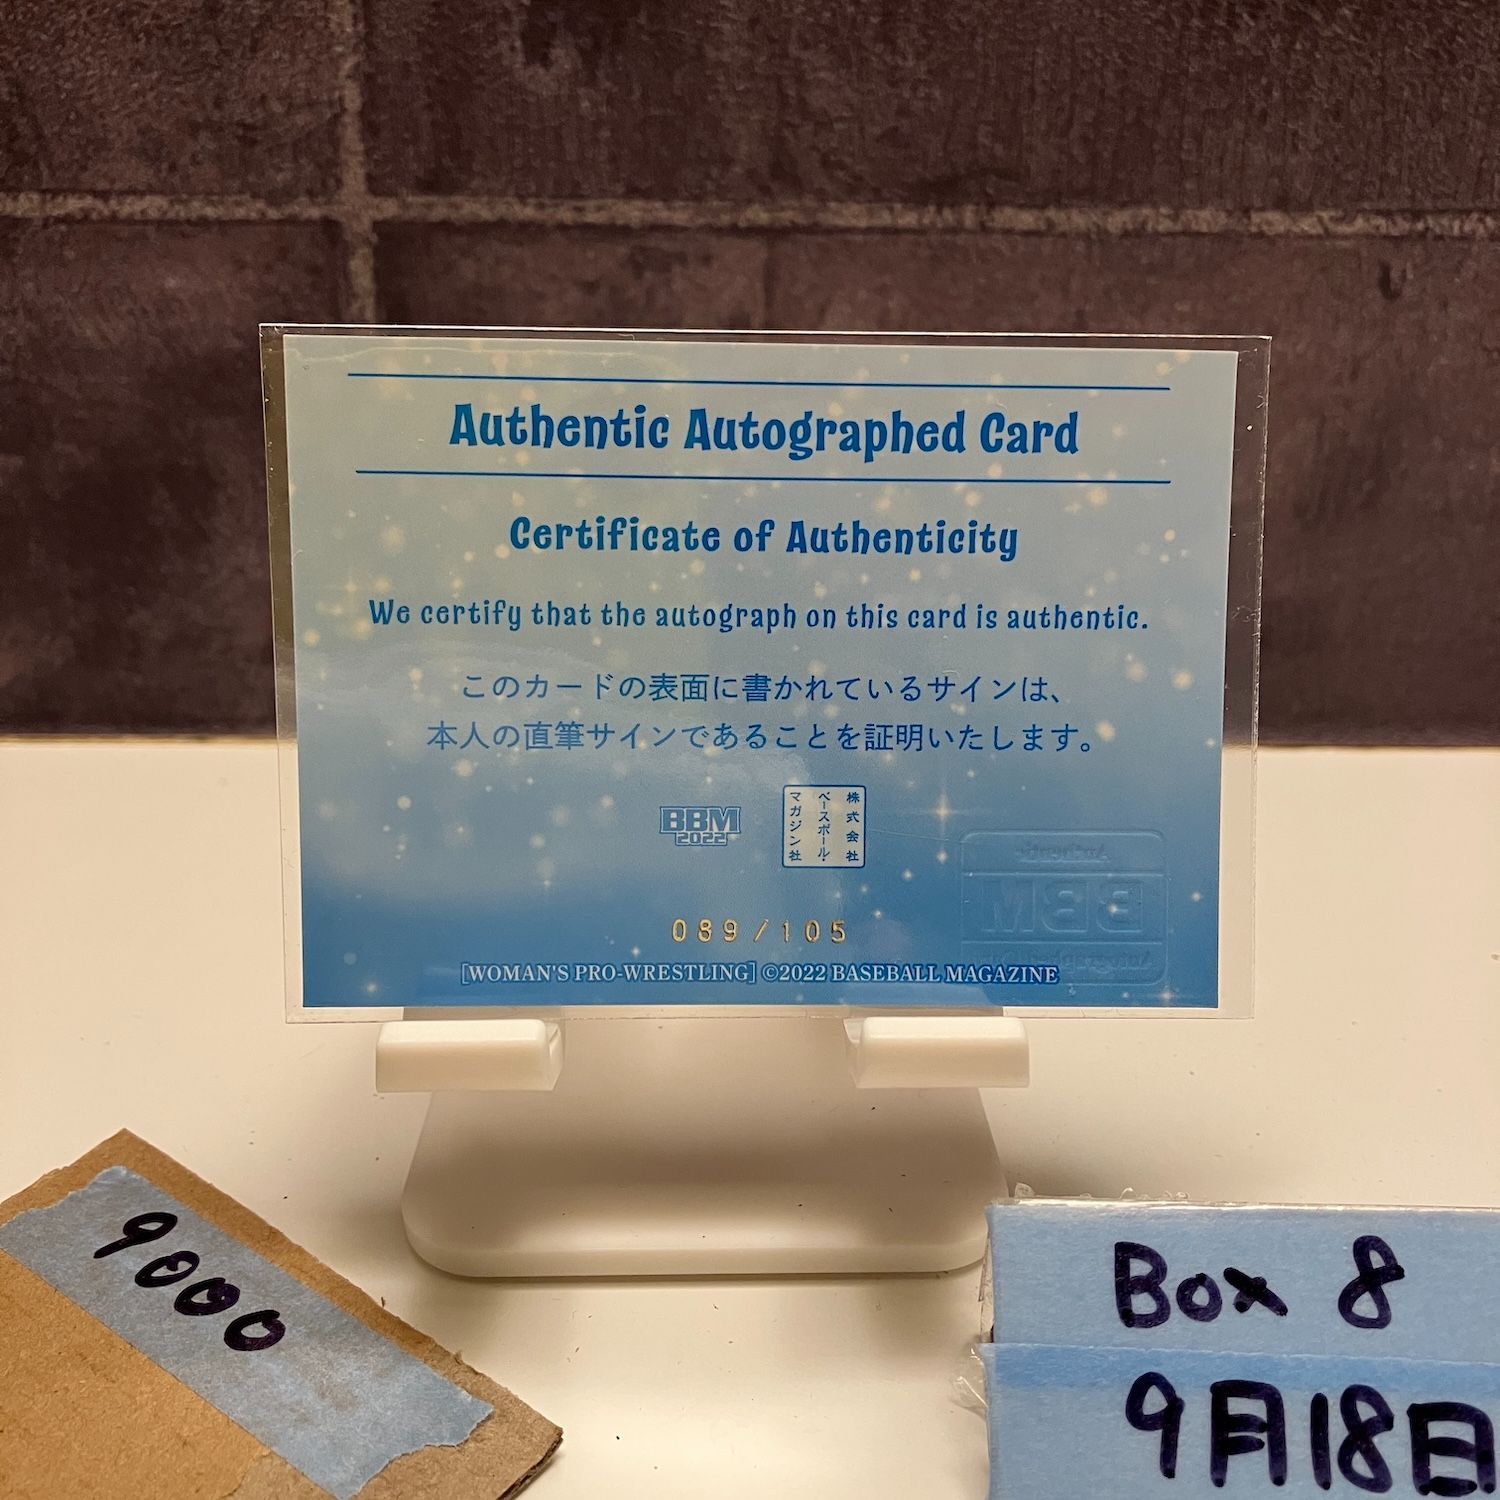 Authentic Autographed Card
Certificate of Authenticity
We certify that the autograph on this card is authentic.
このカードの表面に書かれているサインは、
本人の直筆サインであることを証明いたします。
BBM
2022
株式会社
ベースボール・
マガジン社
BBM
089/105
[WOMAN'S PRO-WRESTLING] ©2022 BASEBALL MAGAZINE
9000
Box 8
9月18日